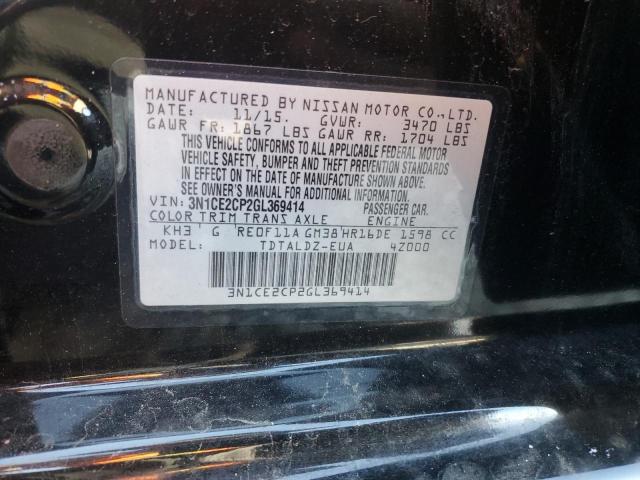 MANUFACTURED BY NISSAN MOTOR CO.,LTD.
DATE: 11/15. GVWR: 3470 LBS
GAWR FR: 1867 LBS GAWR RR: 1704 LBS
THIS VEHICLE CONFORMS TO ALL APPLICABLE FEDERAL MOTOR
VEHICLE SAFETY, BUMPER AND THEFT PREVENTION STANDARDS
IN EFFECT ON THE DATE OF MANUFACTURE SHOWN ABOVE.
SEE OWNER'S MANUAL FOR ADDITIONAL INFORMATION
VIN: 3N1CE2CP2GL369414 PASSENGER CAR.
COLOR TRIM TRANS AXLE ENGINE
KH3 G RE0F11A GM38 HR16DE 1598 CC
MODEL: TDTALDZ-EUA 42000
3N1CE2CP2GL369414